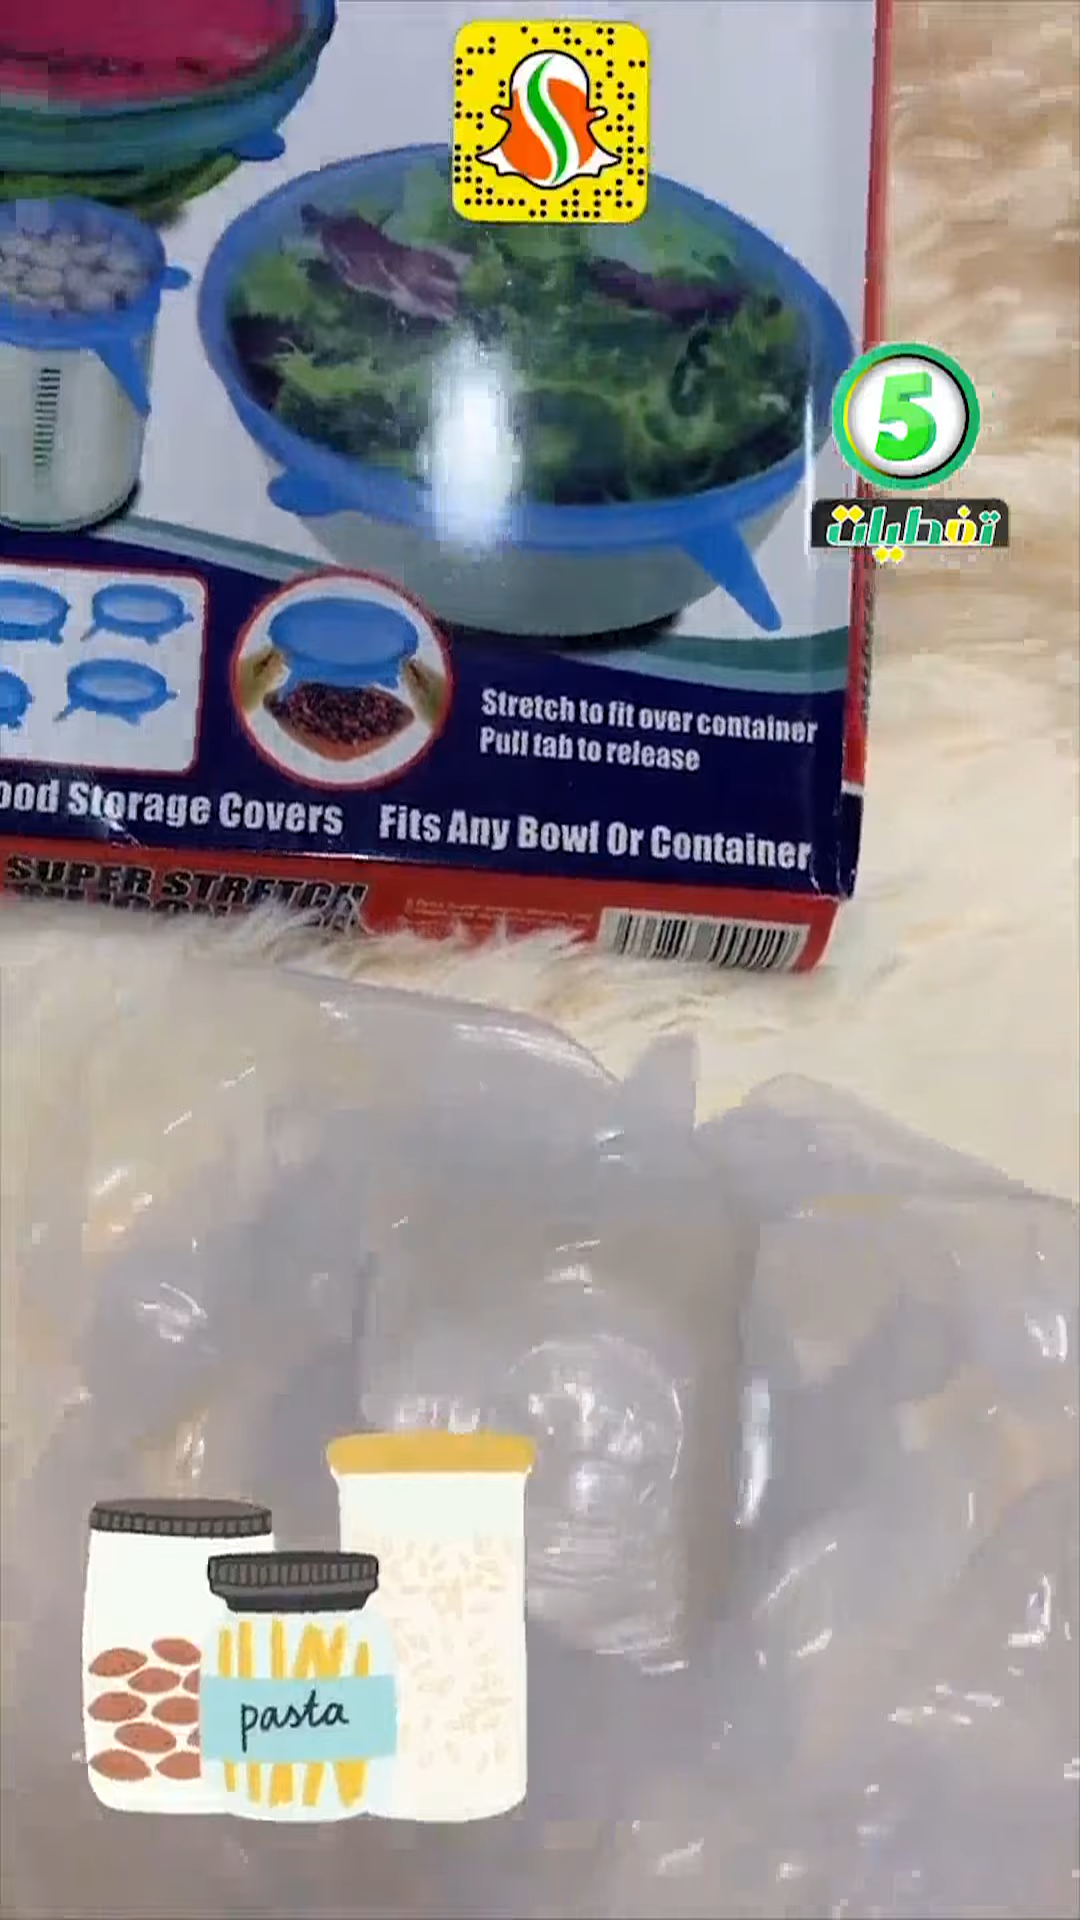 5
تغطيات
Stretch to fit over container
Pull tab to release
ood Storage Covers
Fits Any Bowl Or Container
SUPER STRETCH
pasta